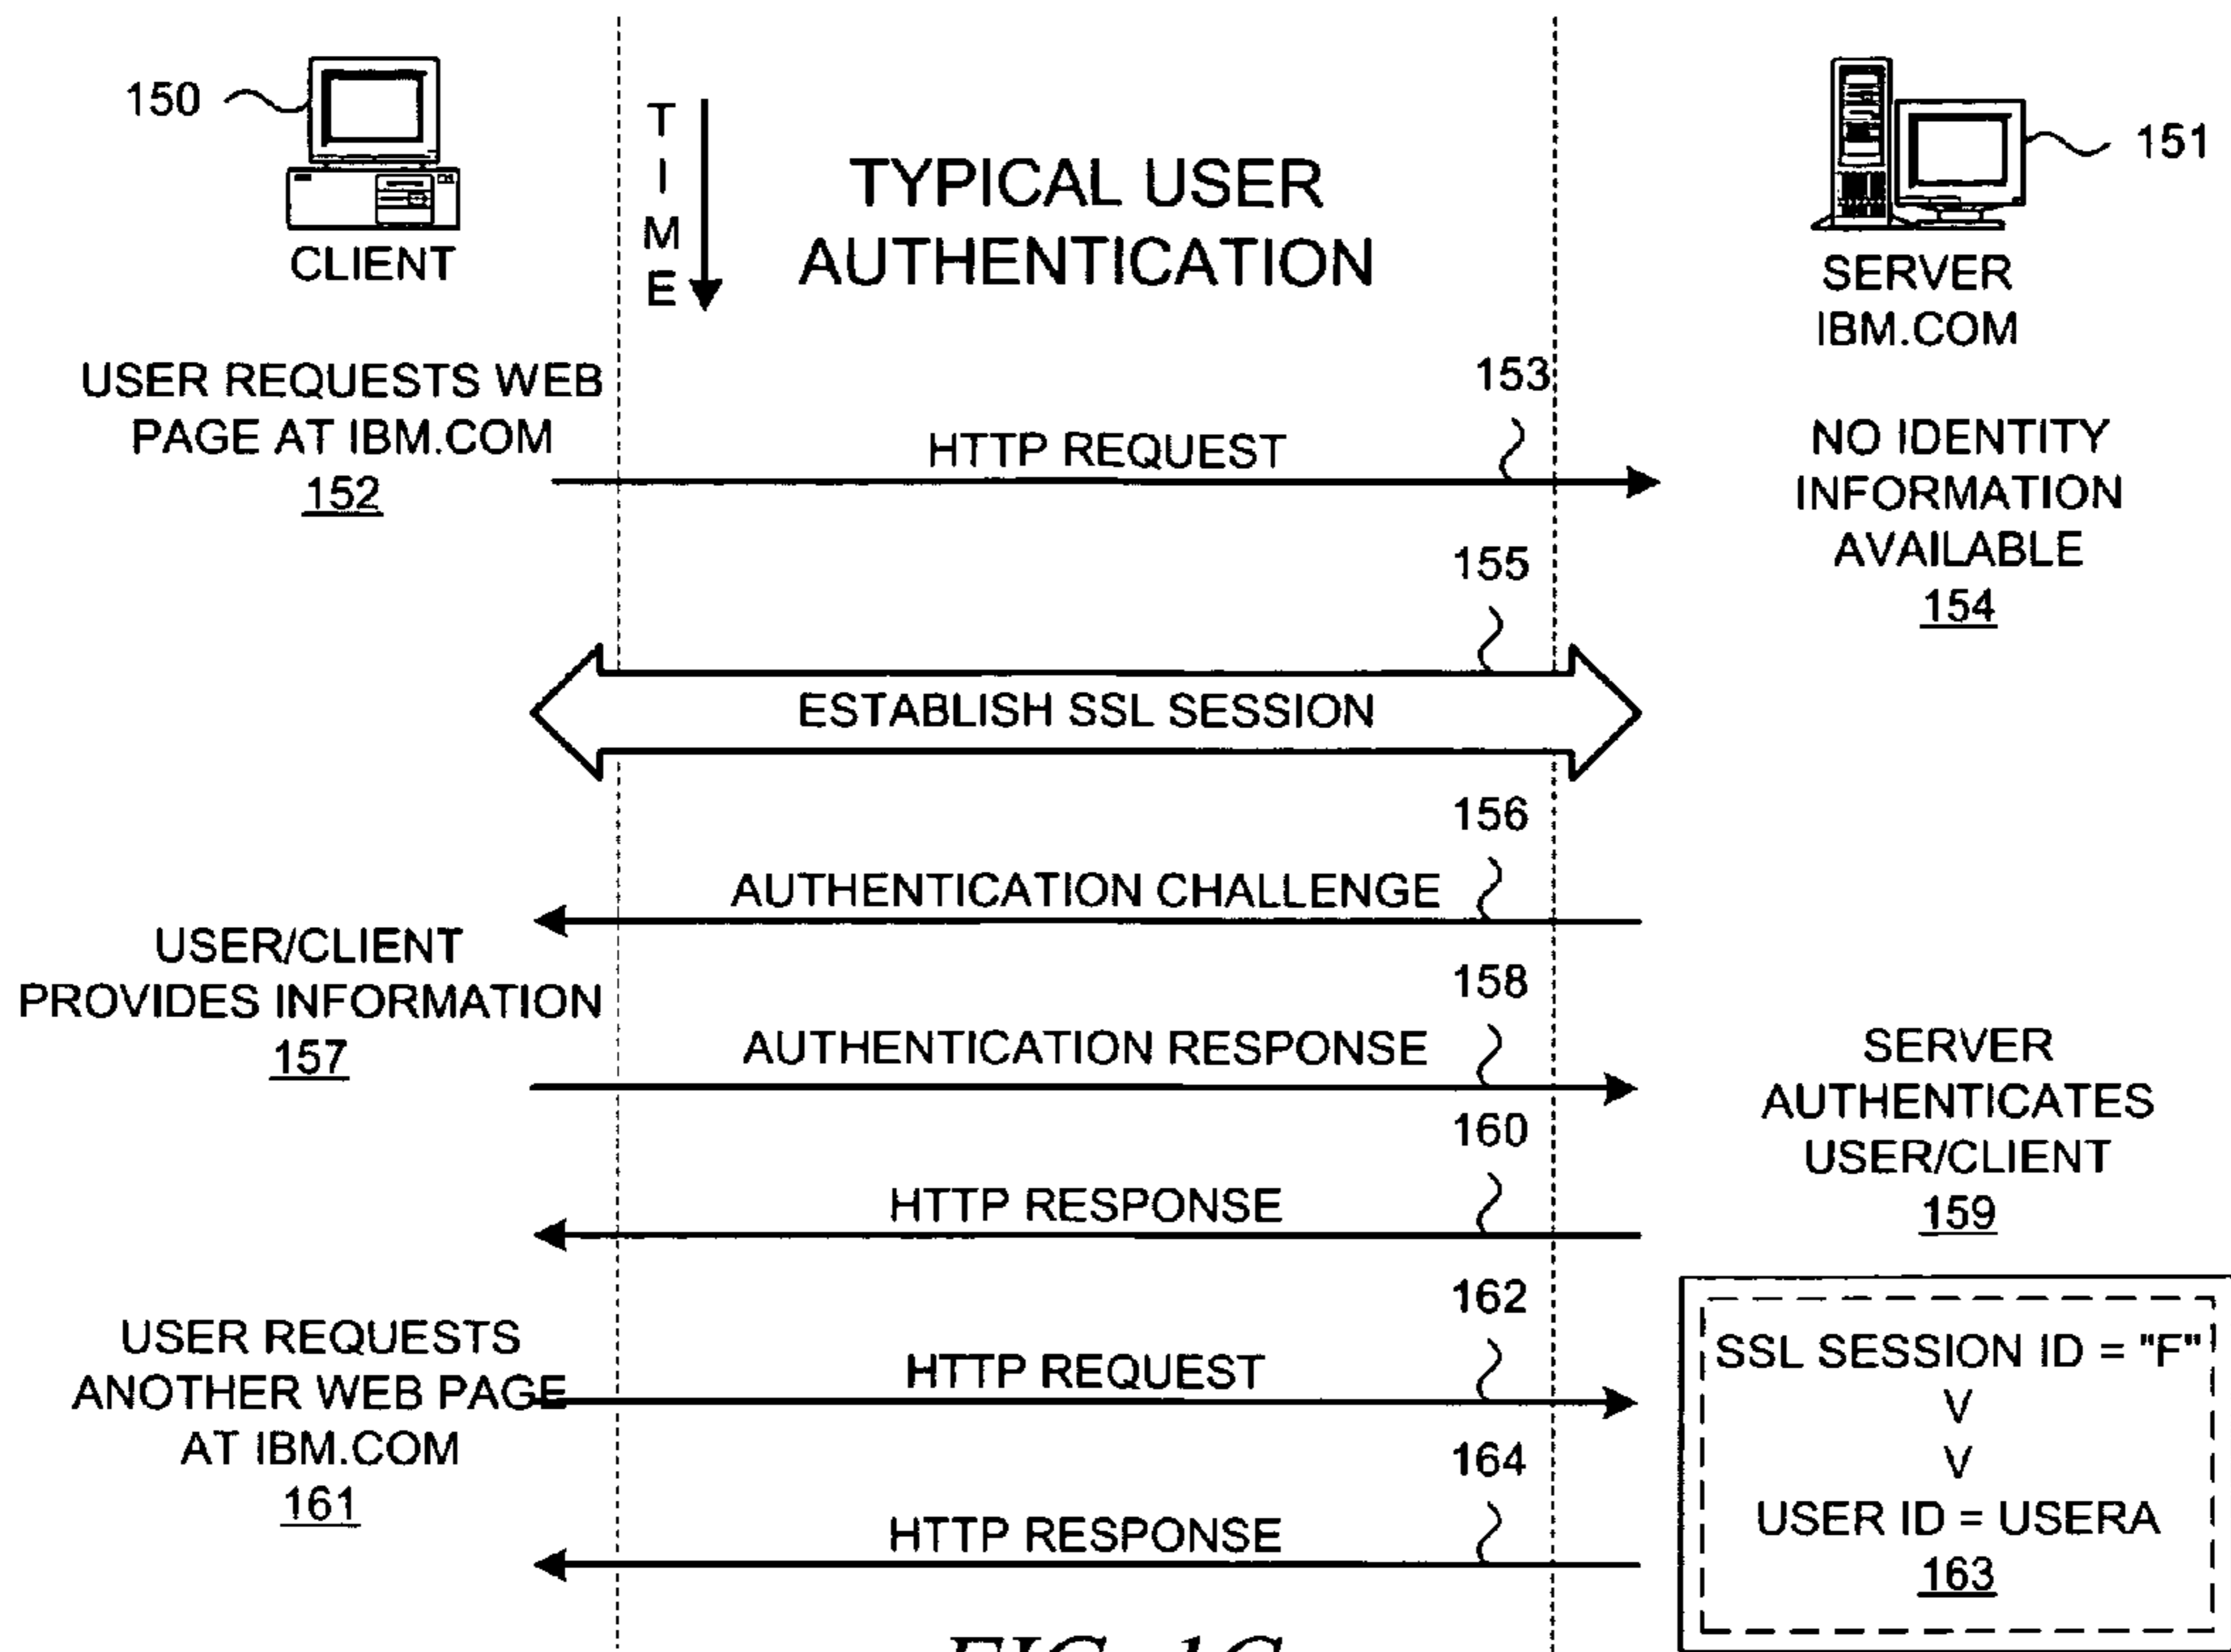 150
CLIENT
TIME
TYPICAL USER
AUTHENTICATION
151
SERVER
IBM.COM
USER REQUESTS WEB
PAGE AT IBM.COM
152
HTTP REQUEST
153
NO IDENTITY
INFORMATION
AVAILABLE
154
155
ESTABLISH SSL SESSION
156
AUTHENTICATION CHALLENGE
USER/CLIENT
PROVIDES INFORMATION
157
158
AUTHENTICATION RESPONSE
SERVER
AUTHENTICATES
USER/CLIENT
159
160
HTTP RESPONSE
USER REQUESTS
ANOTHER WEB PAGE
AT IBM.COM
161
162
HTTP REQUEST
SSL SESSION ID = "F"
V
V
USER ID = USERA
163
164
HTTP RESPONSE
FIG. 1C